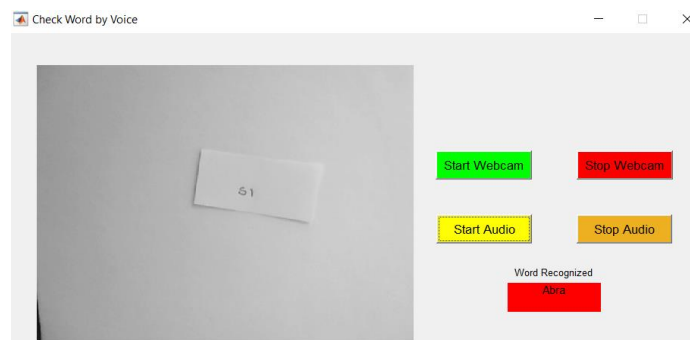 Check Word by Voice
S1
Start Webcam
Stop Webcam
Start Audio
Stop Audio
Word Recognized
Abra